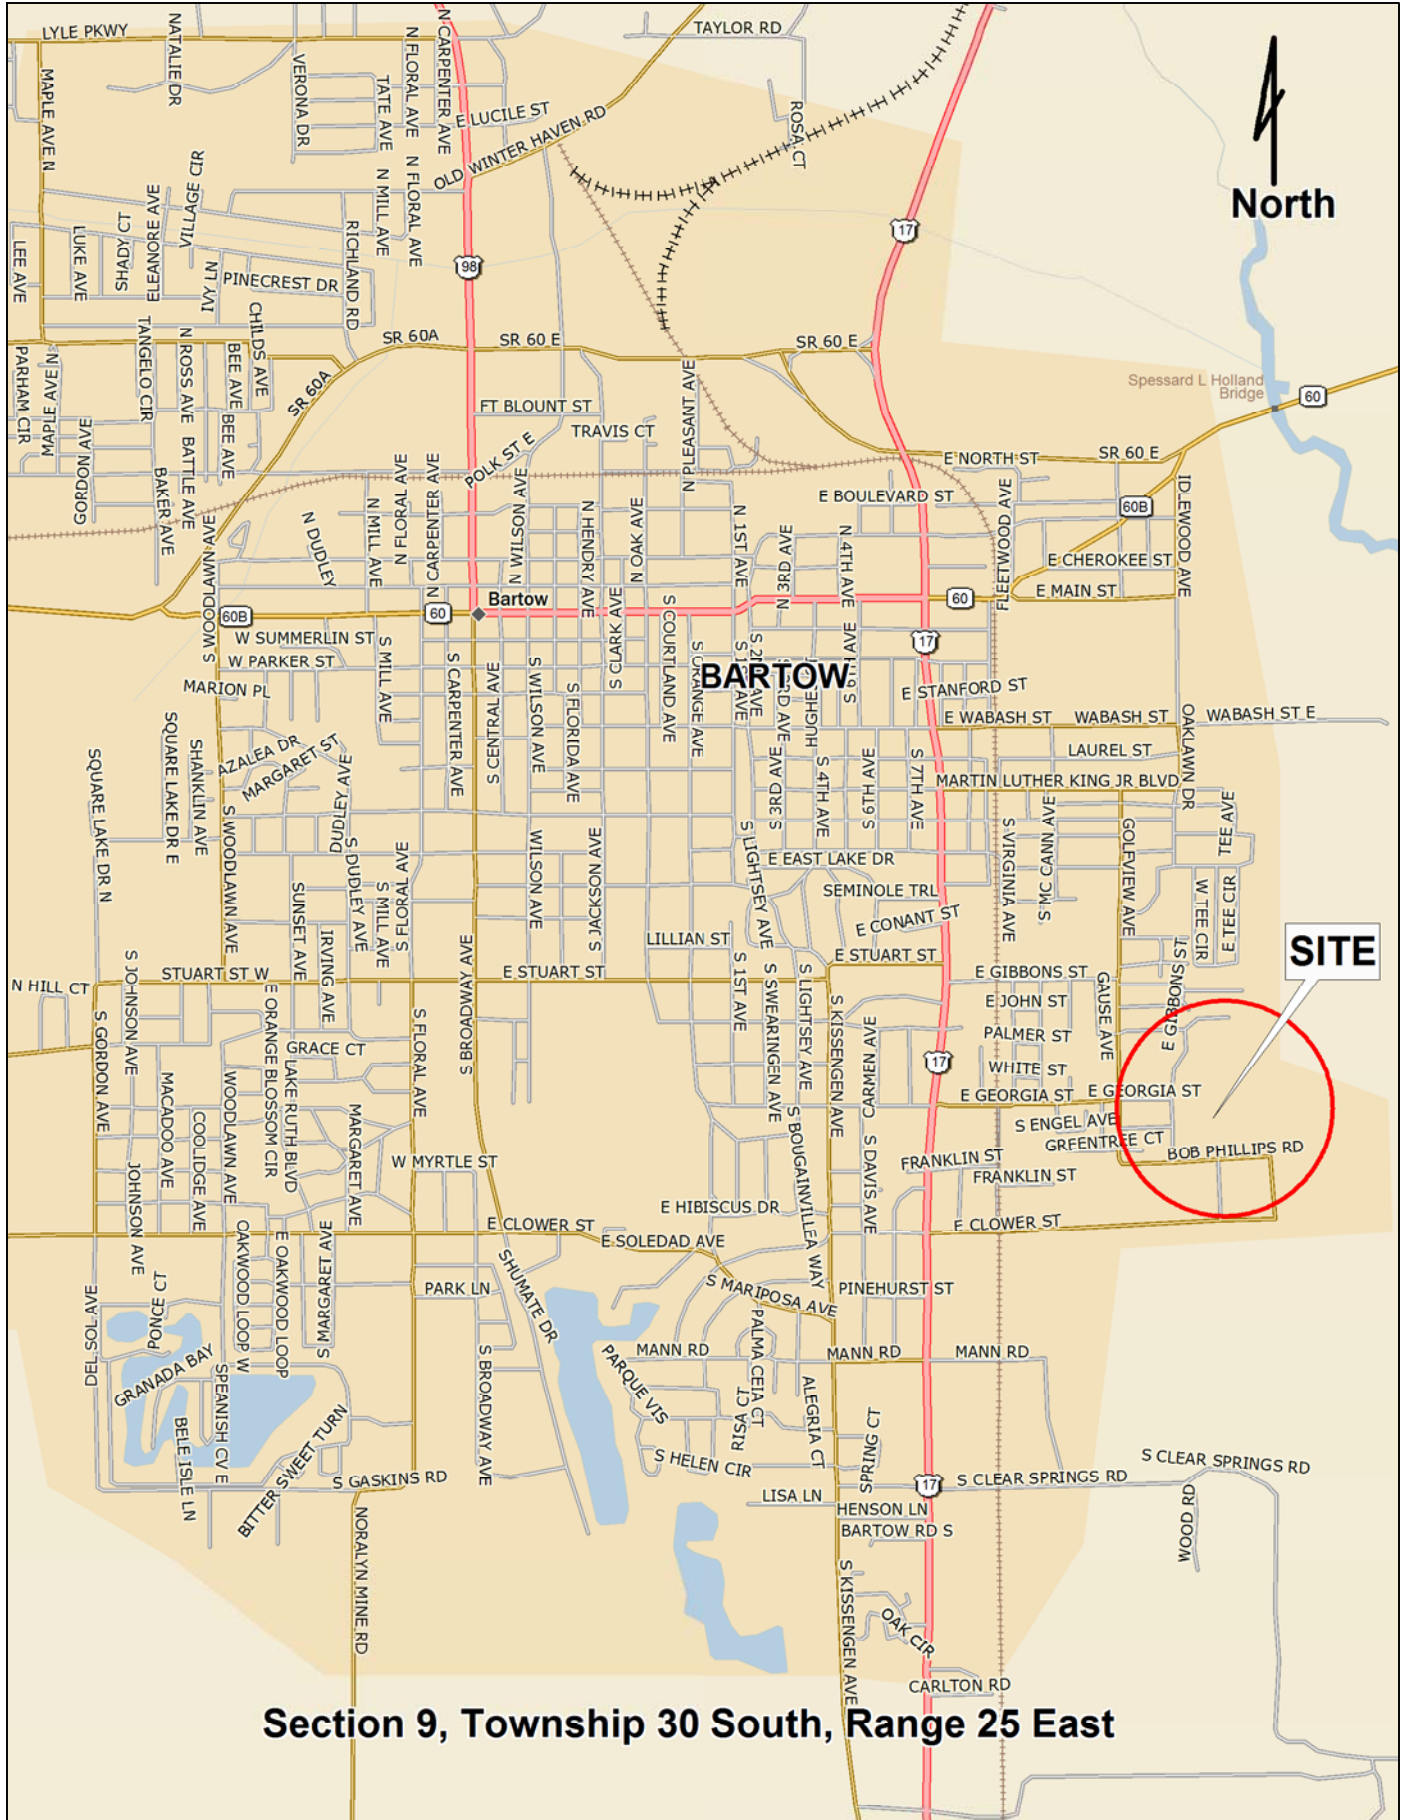 LYLE PKWY
NATALIE DR
N CARPENTER AVE
N FLORAL AVE
TAYLOR RD
MAPLE AVE N
VERONA DR
TATE AVE
E LUCILE ST
ROSA CT
OLD WINTER HAVEN RD
North
VILLAGE CIR
N MILL AVE
N FLORAL AVE
LEE AVE
LUKE AVE
SHADY CT
ELEANORE AVE
RICHLAND RD
17
98
IVY LN
PINECREST DR
TANGELO CIR
N ROSS AVE
BEE AVE
CHILDS AVE
SR 60A
SR 60 E
SR 60 E
PARHAM CIR
MAPLE AVE N
SR 60A
N PLEASANT AVE
Spessard L Holland
Bridge
60
FT BLOUNT ST
GORDON AVE
BATTLE AVE
BEE AVE
TRAVIS CT
POLK ST E
E NORTH ST
SR 60 E
BAKER AVE
N FLORAL AVE
N CARPENTER AVE
N WILSON AVE
E BOULEVARD ST
60B
IDLEWOOD AVE
FLEETWOOD AVE
S WOODLAWN AVE
N DUDLEY
N MILL AVE
N HENDRY AVE
N OAK AVE
N 1ST AVE
N 3RD AVE
N 4TH AVE
E CHEROKEE ST
E MAIN ST
60B
60
Bartow
60
W SUMMERLIN ST
W PARKER ST
MARION PL
S MILL AVE
S CARPENTER AVE
S CENTRAL AVE
S WILSON AVE
S FLORIDA AVE
S CLARK AVE
S COURTLAND AVE
S ORANGE AVE
BARTOW
17
E STANFORD ST
E WABASH ST
WABASH ST
WABASH ST E
SQUARE LAKE DR E
SHANKLIN AVE
AZALEA DR
MARGARET ST
DUDLEY AVE
OAKLAWN DR
LAUREL ST
SQUARE LAKE DR N
S WOODLAWN AVE
S 3RD AVE
S 4TH AVE
S 6TH AVE
S 7TH AVE
MARTIN LUTHER KING JR BLVD
TEE AVE
WILSON AVE
S JACKSON AVE
S LIGHTSEY AVE
E EAST LAKE DR
S VIRGINIA AVE
S MC CANN AVE
GOLFVIEW AVE
SUNSET AVE
S DUDLEY AVE
S MILL AVE
S FLORAL AVE
SEMINOLE TRL
E CONANT ST
W TEE CIR
E TEE CIR
IRVING AVE
LILLIAN ST
SITE
N HILL CT
S JOHNSON AVE
STUART ST W
S BROADWAY AVE
E STUART ST
E STUART ST
E GIBBONS ST
E GIBBONS ST
GAUSE AVE
E JOHN ST
S GORDON AVE
E ORANGE BLOSSOM CIR
S FLORAL AVE
S 1ST AVE
S SWEARINGEN AVE
S LIGHTSEY AVE
S KISSENGEN AVE
CARMEN AVE
PALMER ST
GRACE CT
17
WHITE ST
MACADOO AVE
WOODLAWN AVE
LAKE RUTH BLVD
E GEORGIA ST
E GEORGIA ST
COOLIDGE AVE
MARGARET AVE
S BOUGAINVILLEA WAY
S DAVIS AVE
S ENGEL AVE
GREENTREE CT
BOB PHILLIPS RD
JOHNSON AVE
W MYRTLE ST
FRANKLIN ST
FRANKLIN ST
E HIBISCUS DR
E CLOWER ST
E CLOWER ST
OAKWOOD LOOP W
E OAKWOOD LOOP
S MARGARET AVE
SHUMATE DR
E SOLEDAD AVE
DEL SOL AVE
PONCE CT
PARK LN
S MARIPOSA AVE
PINEHURST ST
GRANADA BAY
S BROADWAY AVE
PARQUE VIS
MANN RD
PALMA CEIA CT
MANN RD
MANN RD
SPEANISH CV E
BELE ISLE LN
BITTER SWEET TURN
RISA CT
ALEGRIA CT
SPRING CT
S HELEN CIR
S GASKINS RD
17
S CLEAR SPRINGS RD
S CLEAR SPRINGS RD
LISA LN
HENSON LN
BARTOW RD S
WOOD RD
NORALYN MINE RD
S KISSENGEN AVE
OAK CIR
CARLTON RD
Section 9, Township 30 South, Range 25 East